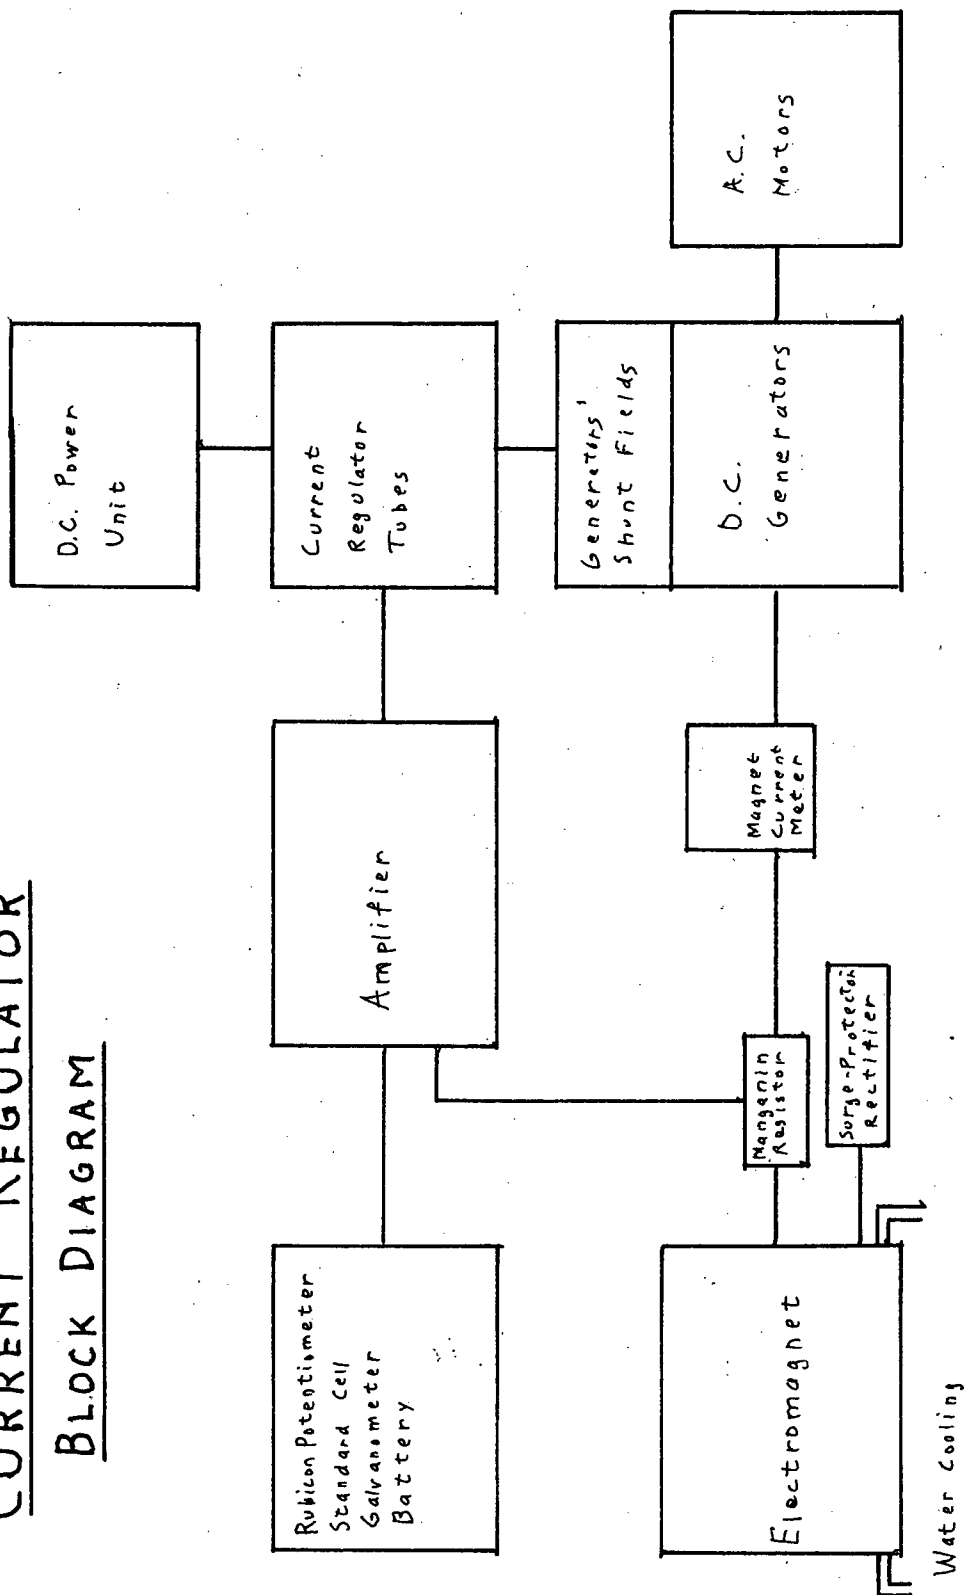 CURRENT REGULATOR
BLOCK DIAGRAM
D.C. Power
Unit
Rubicon Potentiometer
Standard Cell
Galvanometer
Battery
Amplifier
Current
Regulator
Tubes
Generators'
Shunt Fields
Electromagnet
Manganin
Resistor
Surge-Protector
Rectifier
Magnet
Current
Meter
D.C.
Generators
A.C.
Motors
Water Cooling